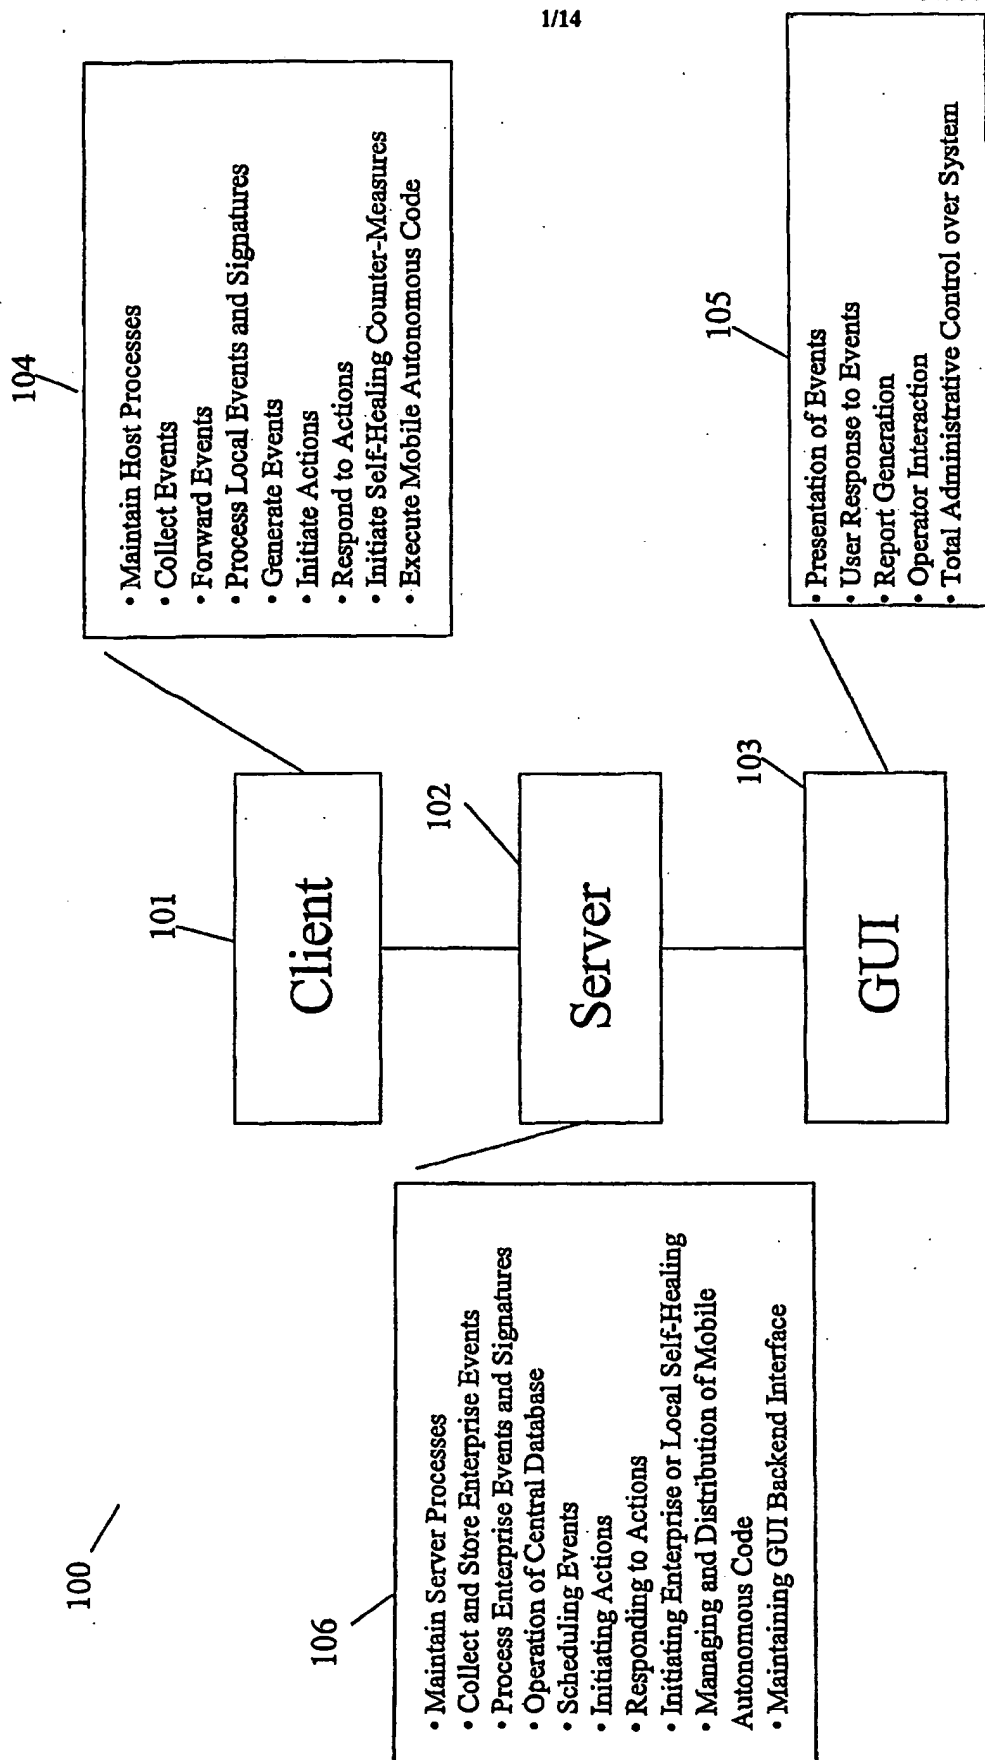 1/14
100
104
• Maintain Host Processes
• Collect Events
• Forward Events
• Process Local Events and Signatures
• Generate Events
• Initiate Actions
• Respond to Actions
• Initiate Self-Healing Counter-Measures
• Execute Mobile Autonomous Code
101
Client
102
Server
103
GUI
106
• Maintain Server Processes
• Collect and Store Enterprise Events
• Process Enterprise Events and Signatures
• Operation of Central Database
• Scheduling Events
• Initiating Actions
• Responding to Actions
• Initiating Enterprise or Local Self-Healing
• Managing and Distribution of Mobile
Autonomous Code
• Maintaining GUI Backend Interface
105
• Presentation of Events
• User Response to Events
• Report Generation
• Operator Interaction
• Total Administrative Control over System